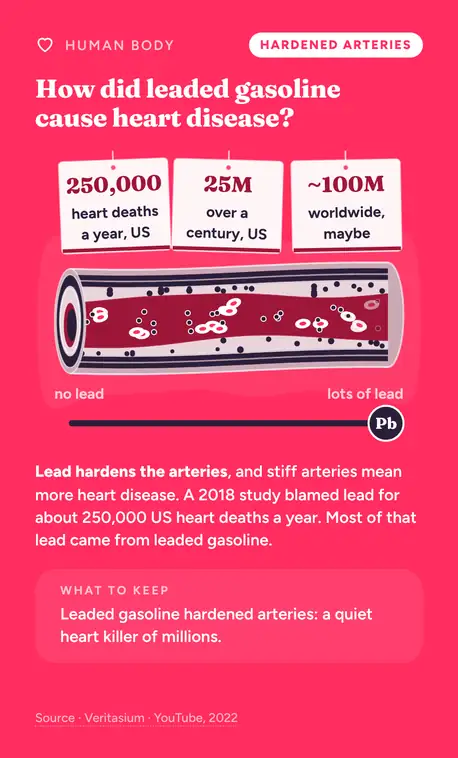 HUMAN BODY
HARDENED ARTERIES
How did leaded gasoline
cause heart disease?
250,000
heart deaths
a year, US
25M
over a
century, US
~100M
worldwide,
maybe
no lead
lots of lead
Pb
Lead hardens the arteries, and stiff arteries mean
more heart disease. A 2018 study blamed lead for
about 250,000 US heart deaths a year. Most of that
lead came from leaded gasoline.
WHAT TO KEEP
Leaded gasoline hardened arteries: a quiet
heart killer of millions.
Source · Veritasium · YouTube, 2022